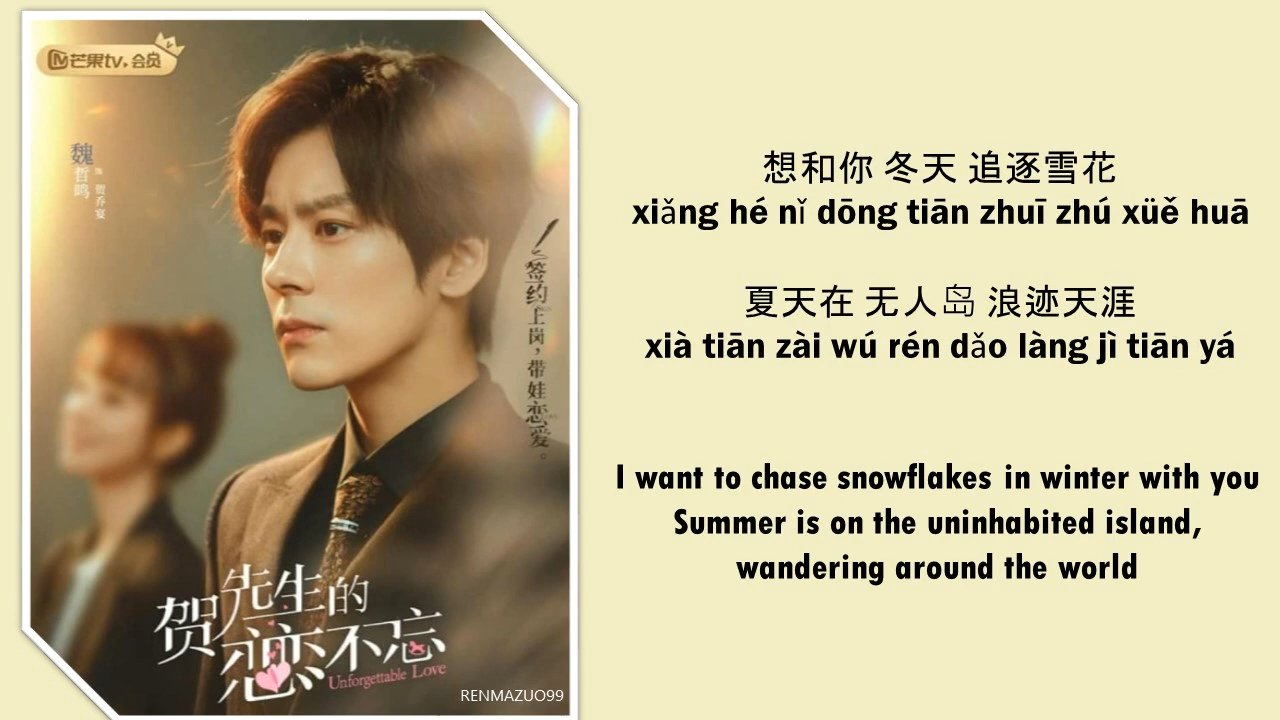 芒果tv. 会员
魏哲鸣
饰 贺乔宴
签约上岗，带娃恋爱。
贺先生的
恋不忘
Unforgettable Love
RENMAZUO99
想和你 冬天 追逐雪花
xiǎng hé nǐ dōng tiān zhuī zhú xüě huā
夏天在 无人岛 浪迹天涯
xià tiān zài wú rén dǎo làng jì tiān yá
I want to chase snowflakes in winter with you
Summer is on the uninhabited island,
wandering around the world